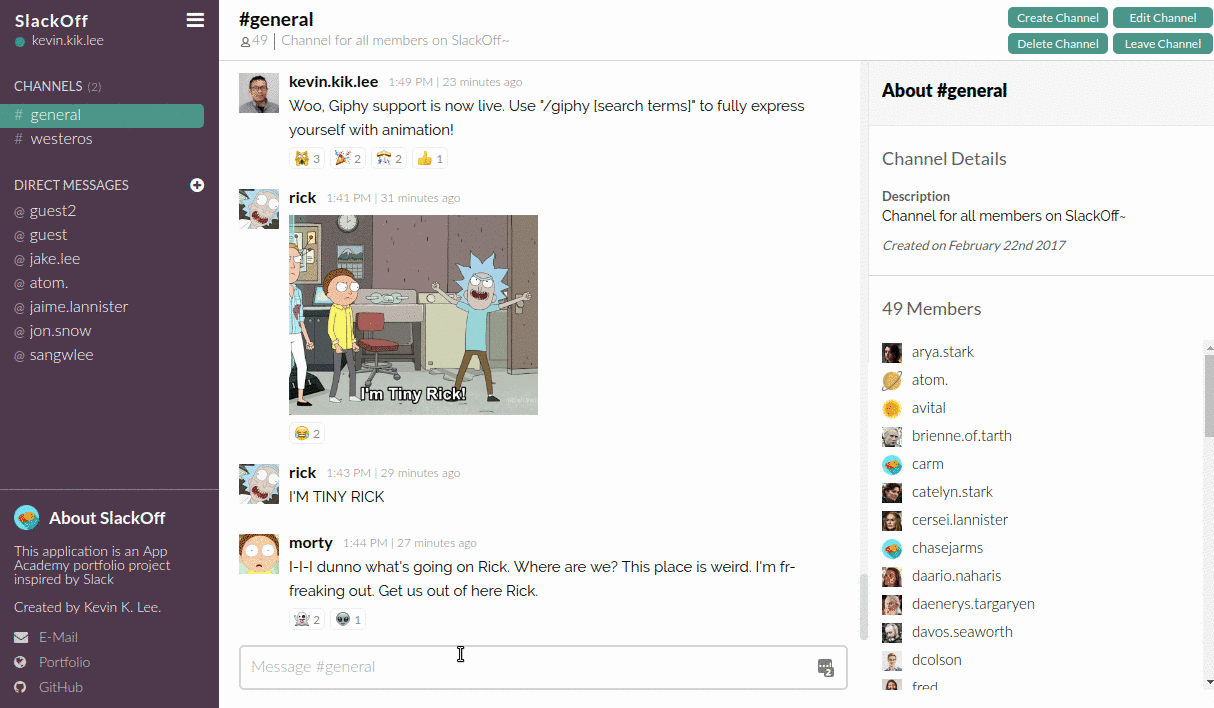 SlackOff
kevin.kik.lee
CHANNELS (2)
# general
# westeros
DIRECT MESSAGES
@ guest2
@ guest
@ jake.lee
@ atom.
@ jaime.lannister
@ jon.snow
@ sangwlee
About SlackOff
This application is an App
Academy portfolio project
inspired by Slack
Created by Kevin K. Lee.
E-Mail
Portfolio
GitHub
#general
49 | Channel for all members on SlackOff~
Create Channel
Edit Channel
Delete Channel
Leave Channel
kevin.kik.lee 1:49 PM | 23 minutes ago
Woo, Giphy support is now live. Use "/giphy [search terms]" to fully express
yourself with animation!
3 2 2 1
rick 1:41 PM | 31 minutes ago
I'm Tiny Rick!
2
rick 1:43 PM | 29 minutes ago
I'M TINY RICK
morty 1:44 PM | 27 minutes ago
I-I-I dunno what's going on Rick. Where are we? This place is weird. I'm fr-
freaking out. Get us out of here Rick.
2 1
Message #general
2
About #general
Channel Details
Description
Channel for all members on SlackOff~
Created on February 22nd 2017
49 Members
arya.stark
atom.
avital
brienne.of.tarth
carm
catelyn.stark
cersei.lannister
chasejarms
daario.naharis
daenerys.targaryen
davos.seaworth
dcolson
fred